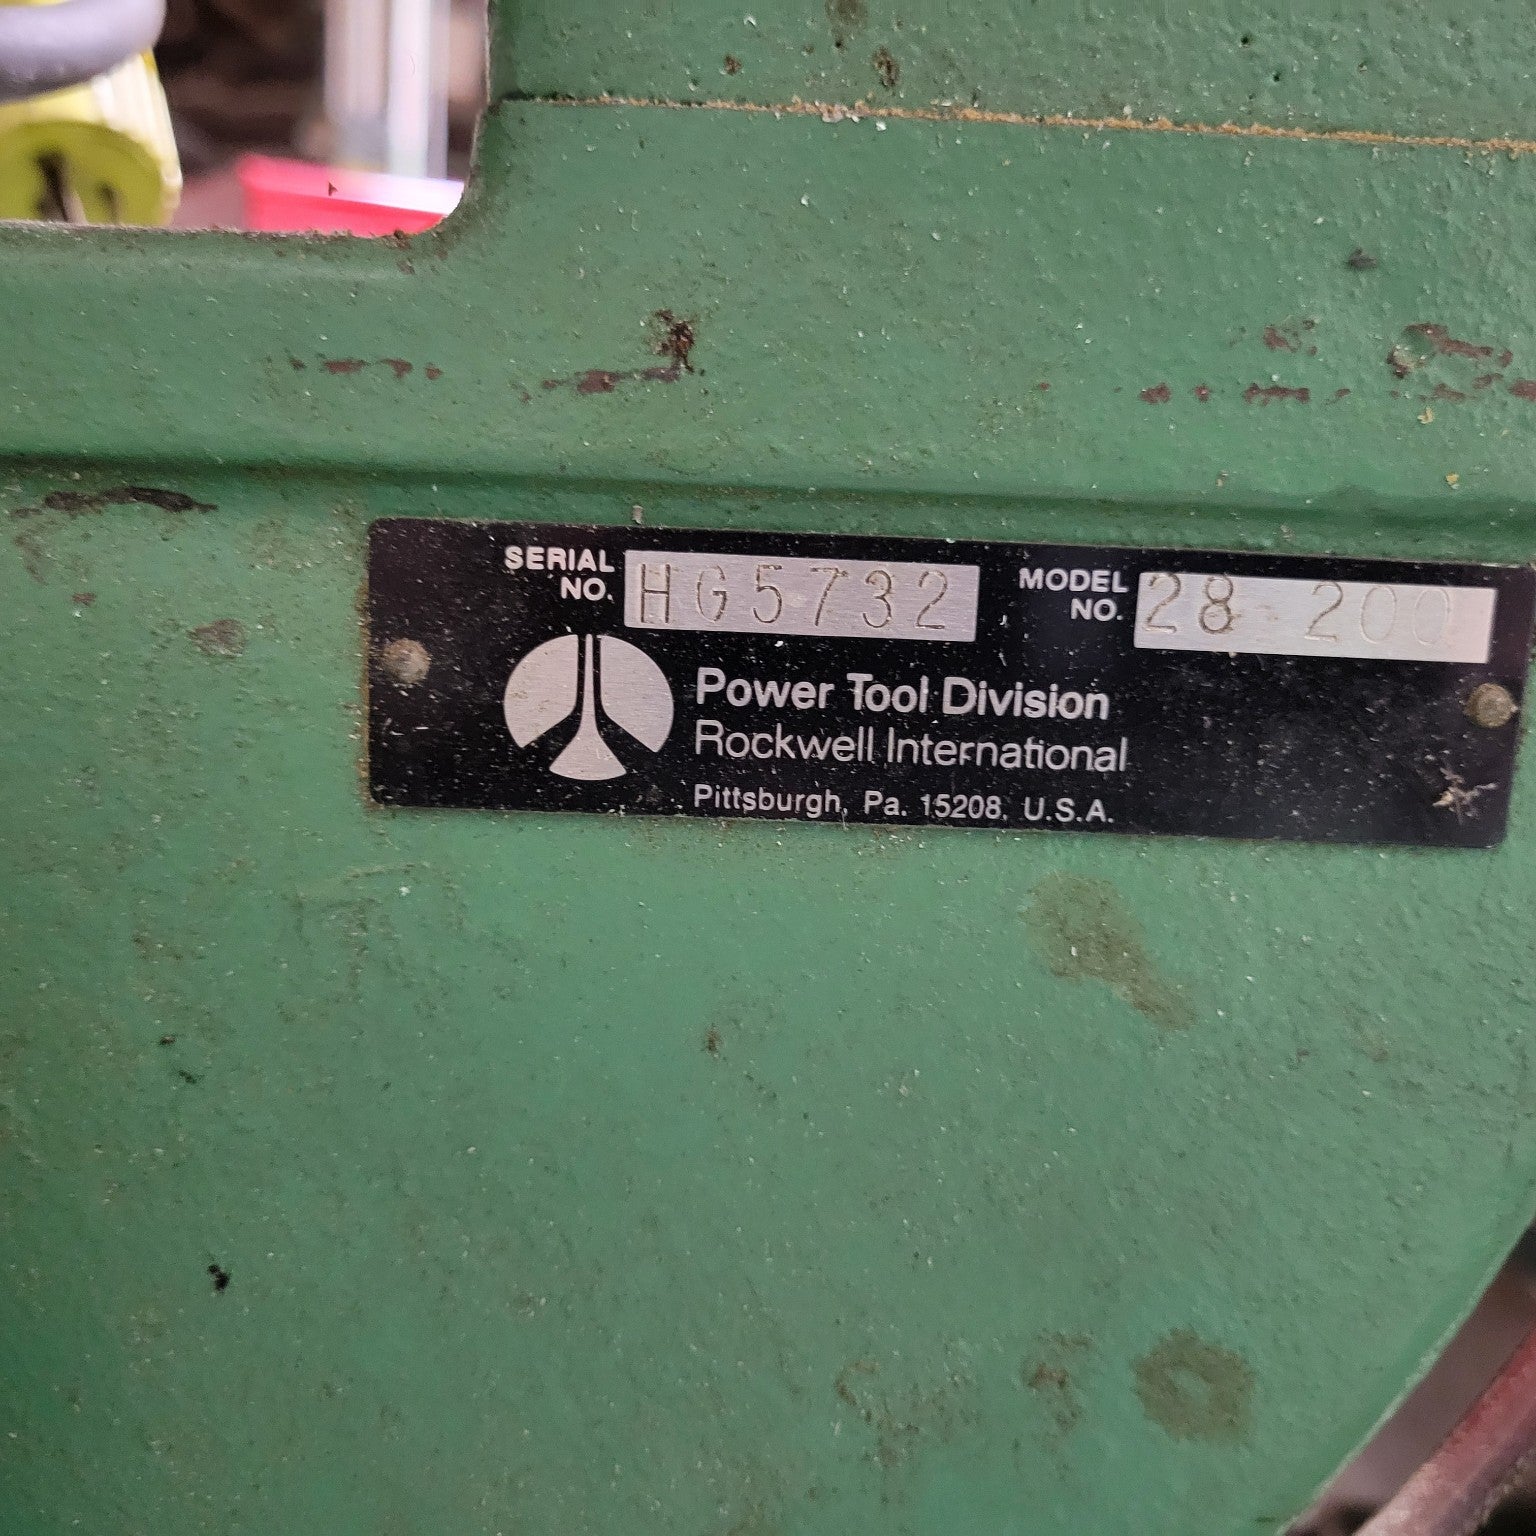 SERIAL NO. HG5732
MODEL NO. 28-200
Power Tool Division
Rockwell International
Pittsburgh, Pa. 15208, U.S.A.